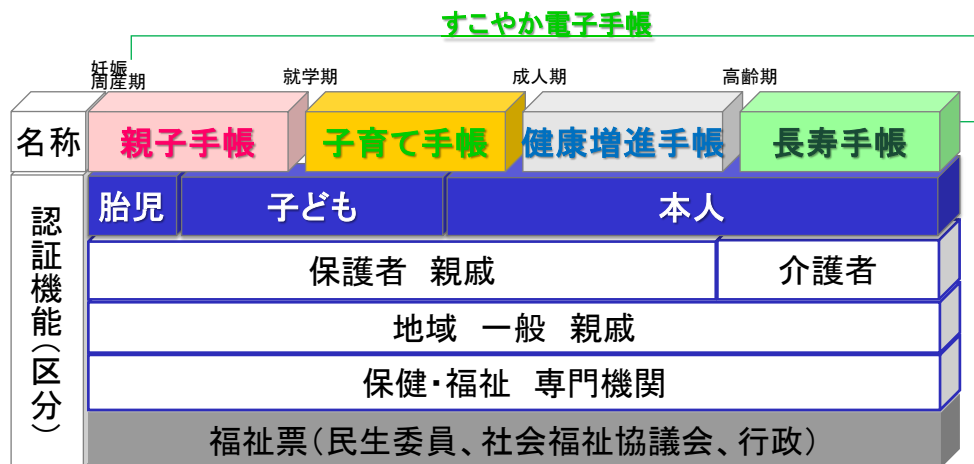 すこやか電子手帳
妊娠
周産期
就学期
成人期
高齢期
名称
親子手帳
子育て手帳
健康増進手帳
長寿手帳
認証機能(区分)
胎児
子ども
本人
保護者 親戚
介護者
地域 一般 親戚
保健・福祉 専門機関
福祉票(民生委員、社会福祉協議会、行政)